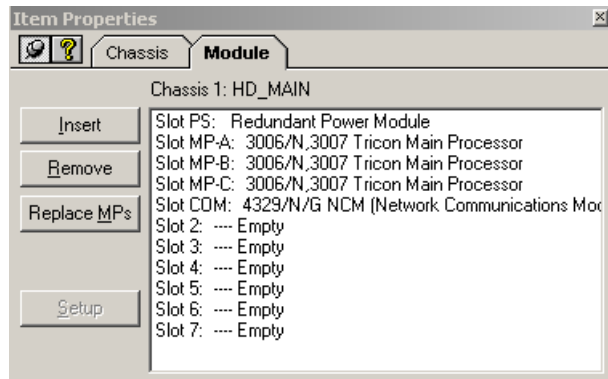 Item Properties
Chassis Module
Chassis 1: HD_MAIN
Insert
Remove
Replace MPs
Setup
Slot PS: Redundant Power Module
Slot MP-A: 3006/N,3007 Tricon Main Processor
Slot MP-B: 3006/N,3007 Tricon Main Processor
Slot MP-C: 3006/N,3007 Tricon Main Processor
Slot COM: 4329/N/G NCM (Network Communications Moc
Slot 2: ---- Empty
Slot 3: ---- Empty
Slot 4: ---- Empty
Slot 5: ---- Empty
Slot 6: ---- Empty
Slot 7: ---- Empty